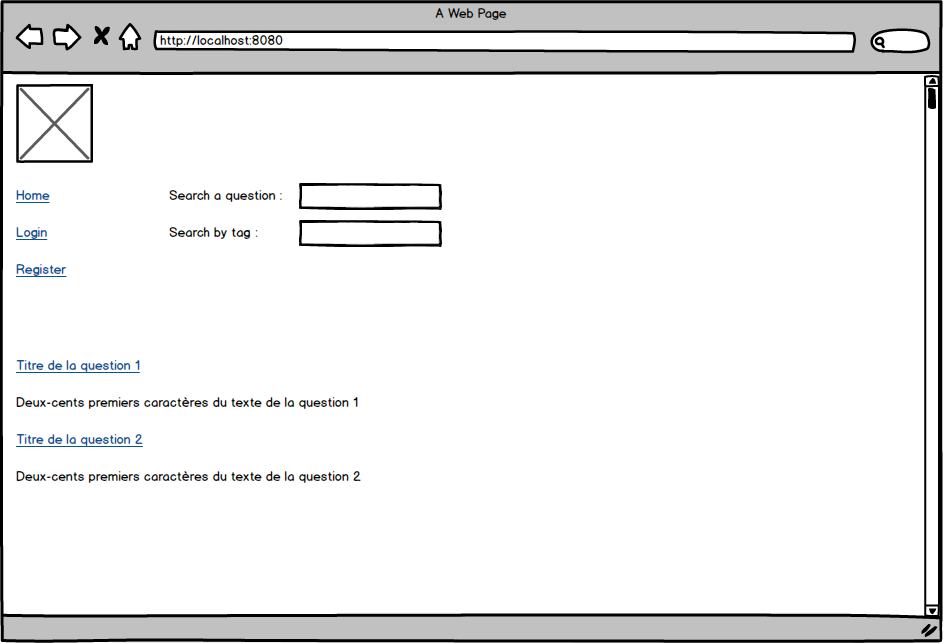 A Web Page
http://localhost:8080
Home
Search a question :
Login
Search by tag :
Register
Titre de la question 1
Deux-cents premiers caractères du texte de la question 1
Titre de la question 2
Deux-cents premiers caractères du texte de la question 2